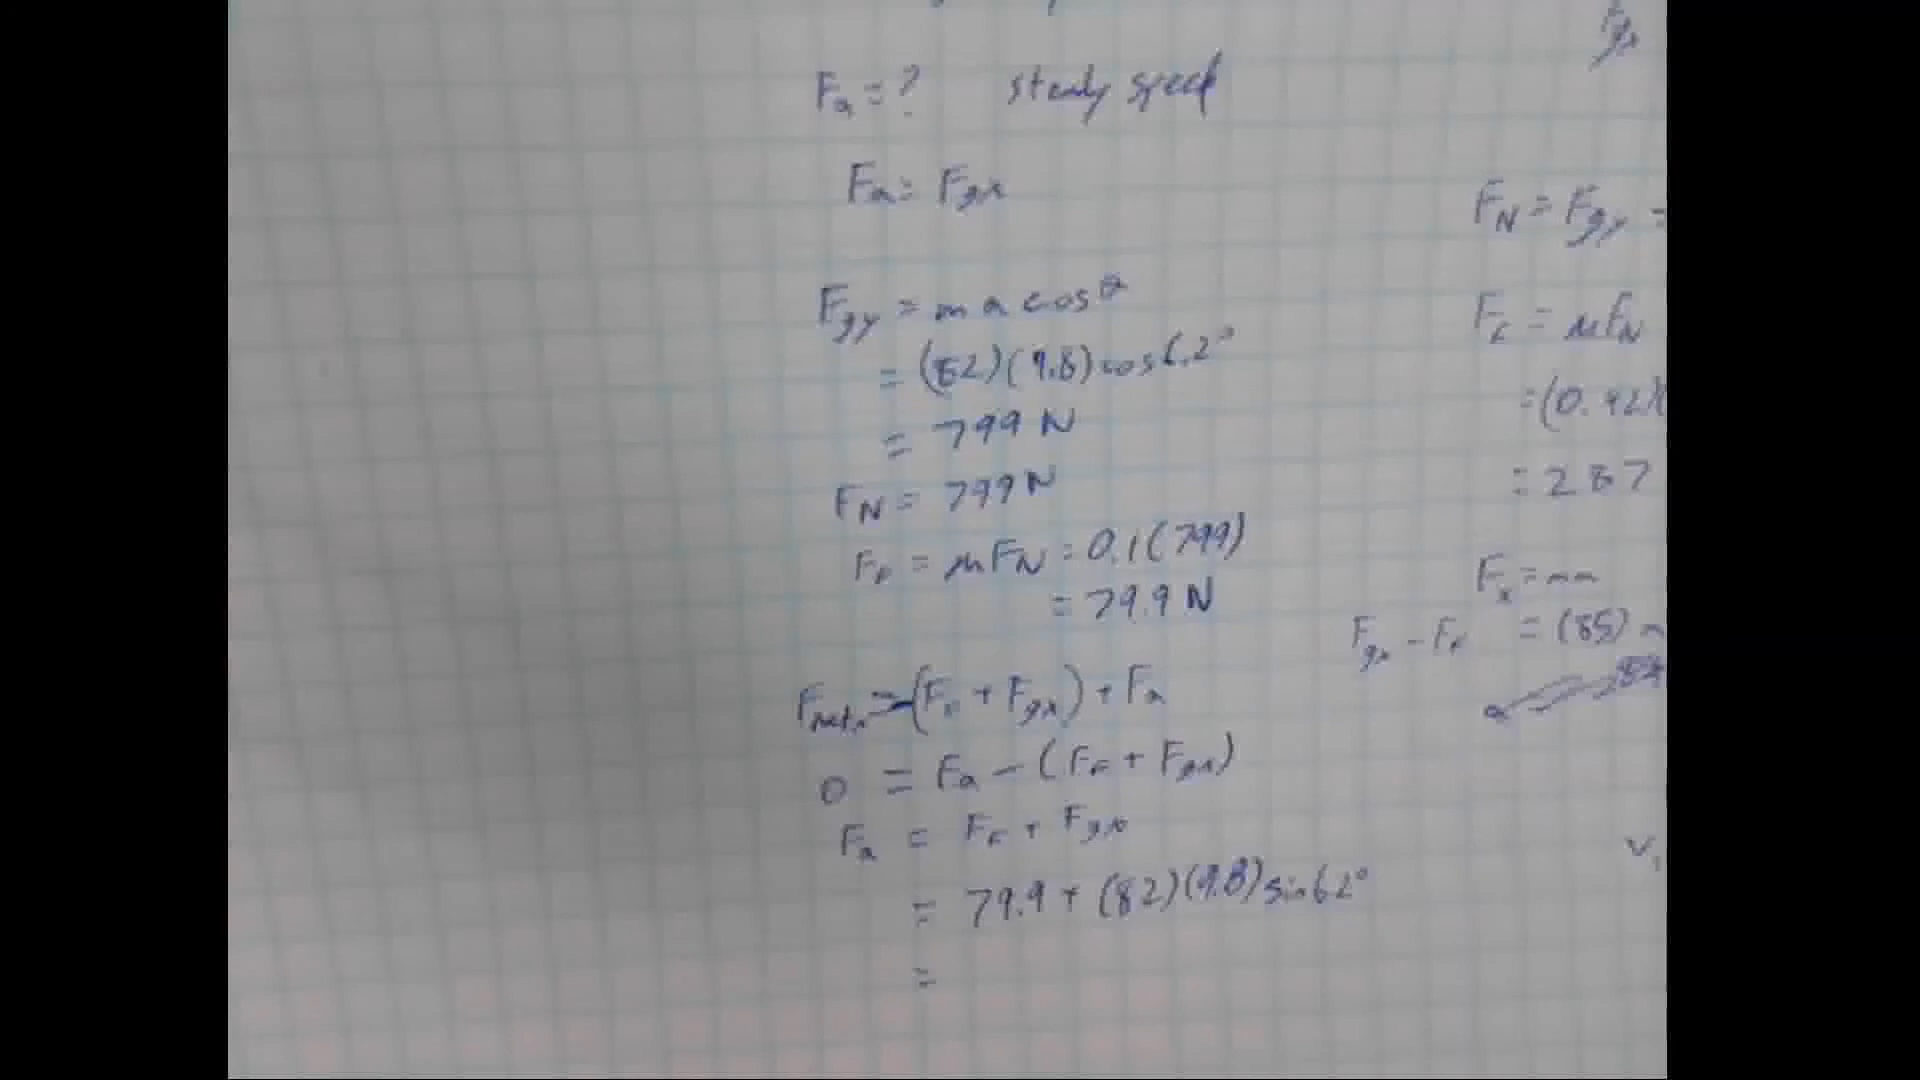 Fa = ? steady speed
Fa = Fgx
Fgy = m a cos θ
= (82)(9.8) cos 6.2°
= 799 N
FN = 799 N
FF = μFN = 0.1(799)
= 79.9 N
Fnetx = -(FF + Fgx) + Fa
0 = Fa - (FF + Fgx)
Fa = FF + Fgx
= 79.9 + (82)(9.8) sin 6.2°
=
Fgx
FN = Fgy =
FF = μFN
= (0.42)(
= 287
Fx = ma
Fgx - FF = (85) a
a